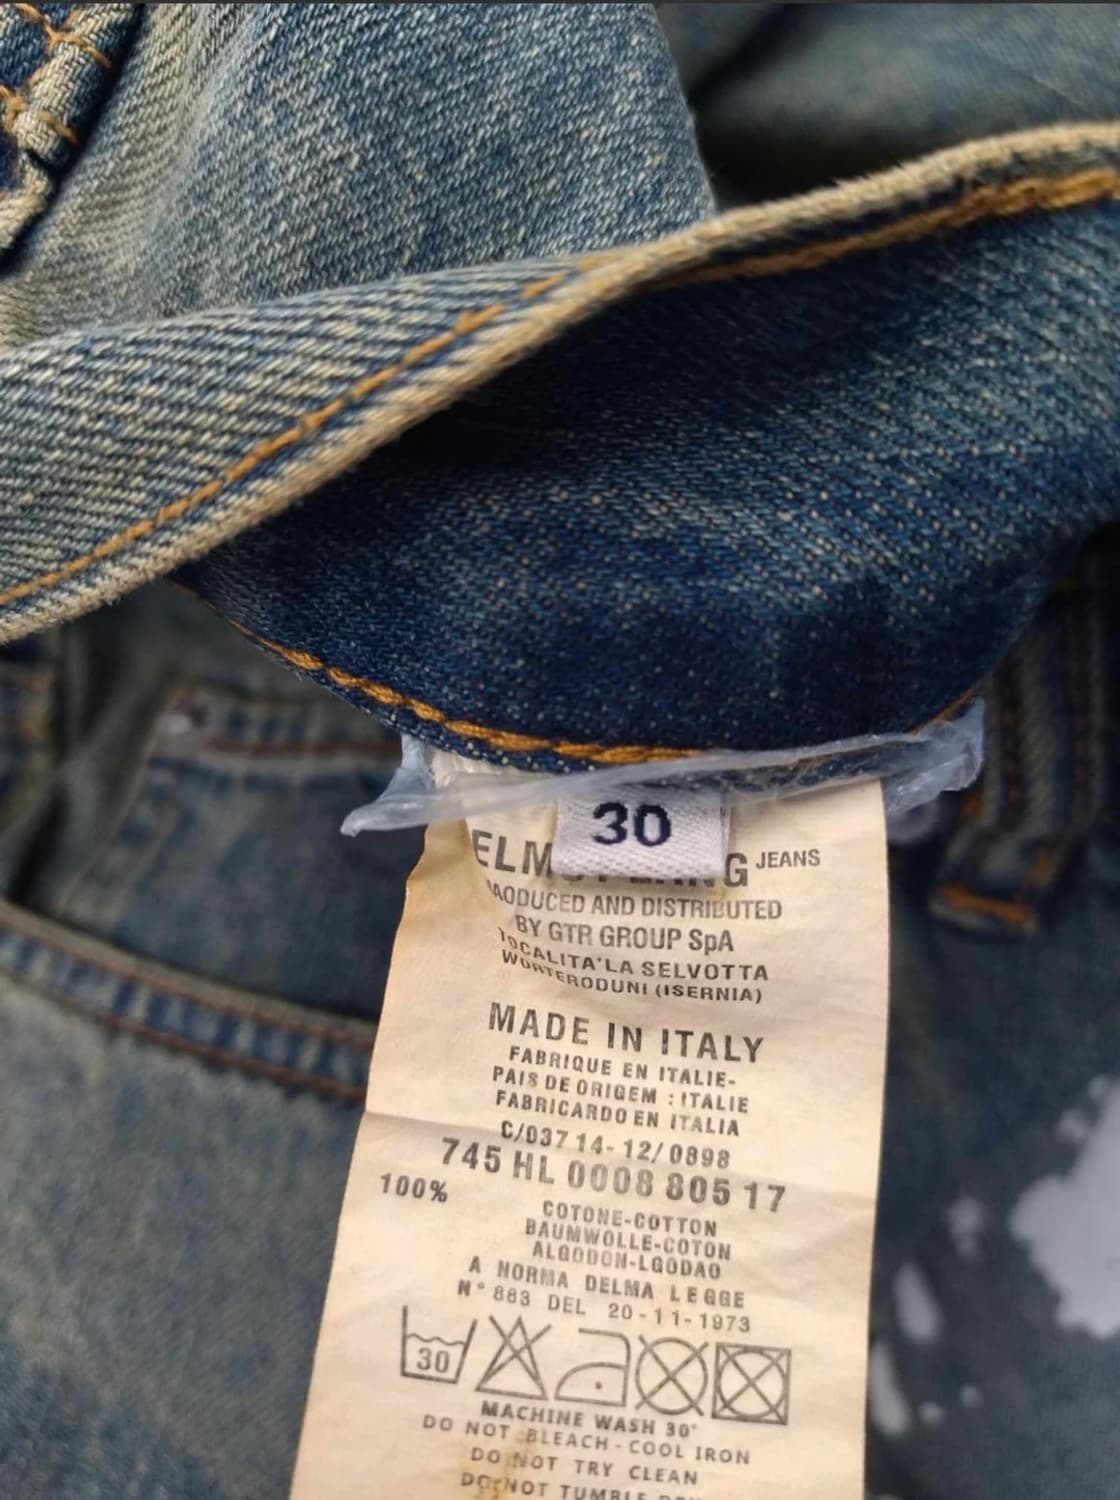 30
JEANS
PRODUCED AND DISTRIBUTED
BY GTR GROUP SpA
LOCALITA'LA SELVOTTA
(ISERNIA)
MADE IN ITALY
FABRIQUE EN ITALIE-
PAIS DE ORIGEM : ITALIE
FABRICARDO EN ITALIA
C/037 14- 12/ 0898
745 HL 0008 805 17
100%
COTONE-COTTON
BAUMWOLLE-COTON
ALGODON-LGODAO
A NORMA DELMA LEGGE
N° 883 DEL 20-11-1973
30
MACHINE WASH 30°
DO NOT BLEACH - COOL IRON
DO NOT TRY CLEAN
DO NOT TUMBLE